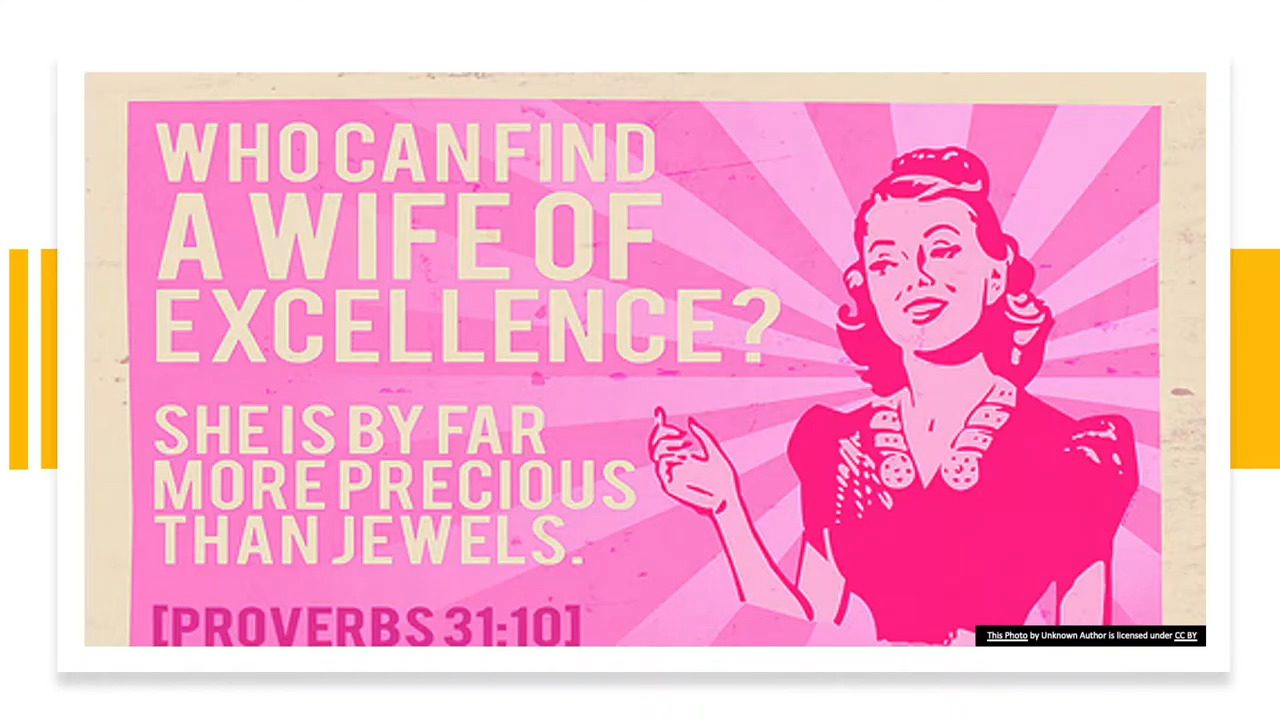 WHO CAN FIND
A WIFE OF
EXCELLENCE?
SHE IS BY FAR
MORE PRECIOUS
THAN JEWELS.
[PROVERBS 31:10]
This Photo by Unknown Author is licensed under CC BY